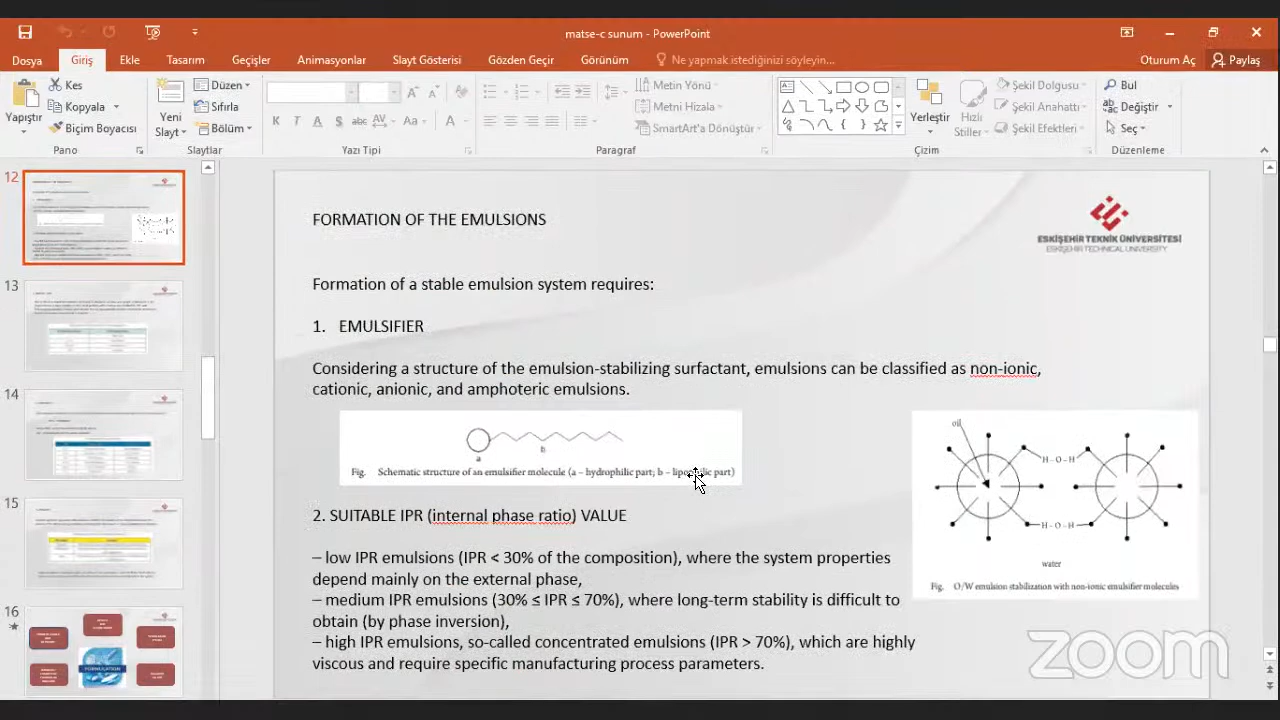 matse-c sunum - PowerPoint
Dosya Giriş Ekle Tasarım Geçişler Animasyonlar Slayt Gösterisi Gözden Geçir Görünüm Ne yapmak istediğinizi söyleyin... Oturum Aç Paylaş
Yapıştır
Kes
Kopyala
Biçim Boyacısı
Pano
Yeni
Slayt
Düzen
Sıfırla
Bölüm
Slaytlar
K T A S abc AV Aa A
Yazı Tipi
Metin Yönü
Metni Hizala
SmartArt'a Dönüştür
Paragraf
Yerleştir
Hızlı
Stiller
Şekil Dolgusu
Şekil Anahattı
Şekil Efektleri
Çizim
Bul
Değiştir
Seç
Düzenleme
12
13
14
15
16
FORMULATION
FORMATION OF THE EMULSIONS
ESKİŞEHİR TEKNİK ÜNİVERSİTESİ
ESKİŞEHİR TECHNICAL UNIVERSITY
Formation of a stable emulsion system requires:
1. EMULSIFIER
Considering a structure of the emulsion-stabilizing surfactant, emulsions can be classified as non-ionic,
cationic, anionic, and amphoteric emulsions.
a
b
Fig. Schematic structure of an emulsifier molecule (a – hydrophilic part; b – lipophilic part)
oil
H-O-H
H-O-H
water
Fig. O/W emulsion stabilization with non-ionic emulsifier molecules
2. SUITABLE IPR (internal phase ratio) VALUE
– low IPR emulsions (IPR < 30% of the composition), where the system properties
depend mainly on the external phase,
– medium IPR emulsions (30% ≤ IPR ≤ 70%), where long-term stability is difficult to
obtain (by phase inversion),
– high IPR emulsions, so-called concentrated emulsions (IPR > 70%), which are highly
viscous and require specific manufacturing process parameters.
zoom